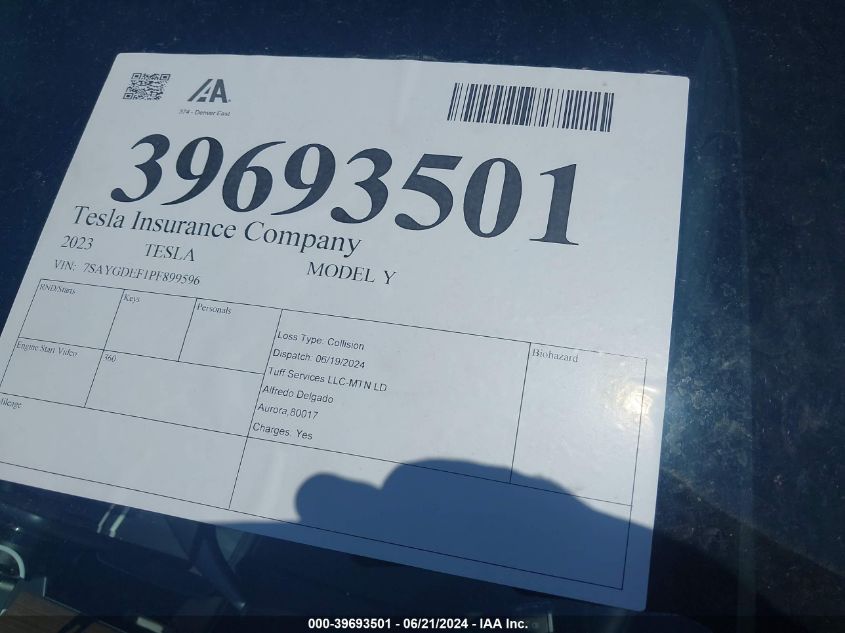 IAA
374 - Denver East
39693501
Tesla Insurance Company
2023 TESLA MODEL Y
VIN: 7SAYGDEF1PF899596
RND/Starts
Keys
Personals
Engine Start Video
360
Mileage
Loss Type: Collision
Dispatch: 06/19/2024
Tuff Services LLC-MTN LD
Alfredo Delgado
Aurora,80017
Charges: Yes
Biohazard
000-39693501 - 06/21/2024 - IAA Inc.